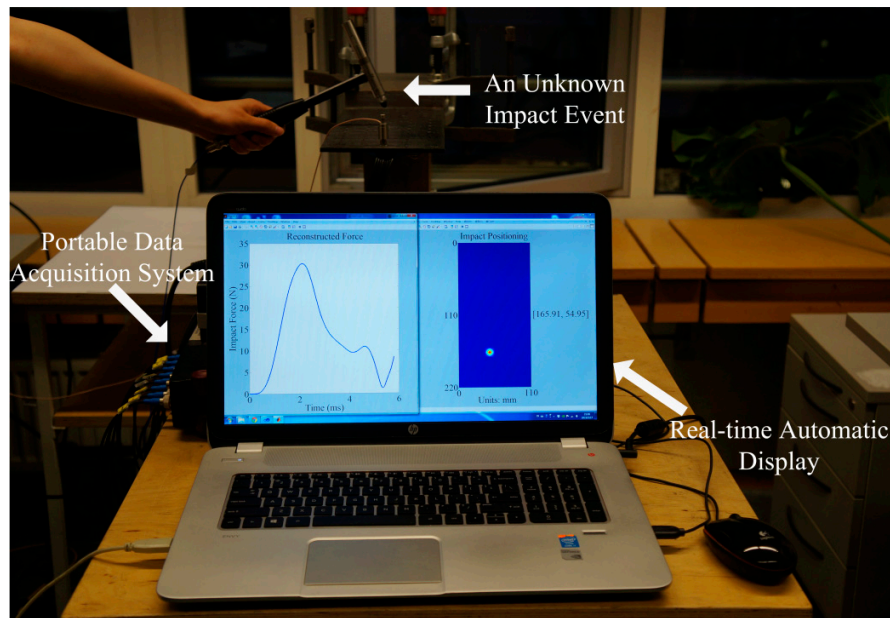 An Unknown
Impact Event
Portable Data
Acquisition System
Reconstructed Force
Impact Force (N)
35
30
25
20
15
10
5
0
0
2
4
6
Time (ms)
Impact Positioning
0
110
220
0
110
[165.91, 54.95]
Units: mm
Real-time Automatic
Display
hp